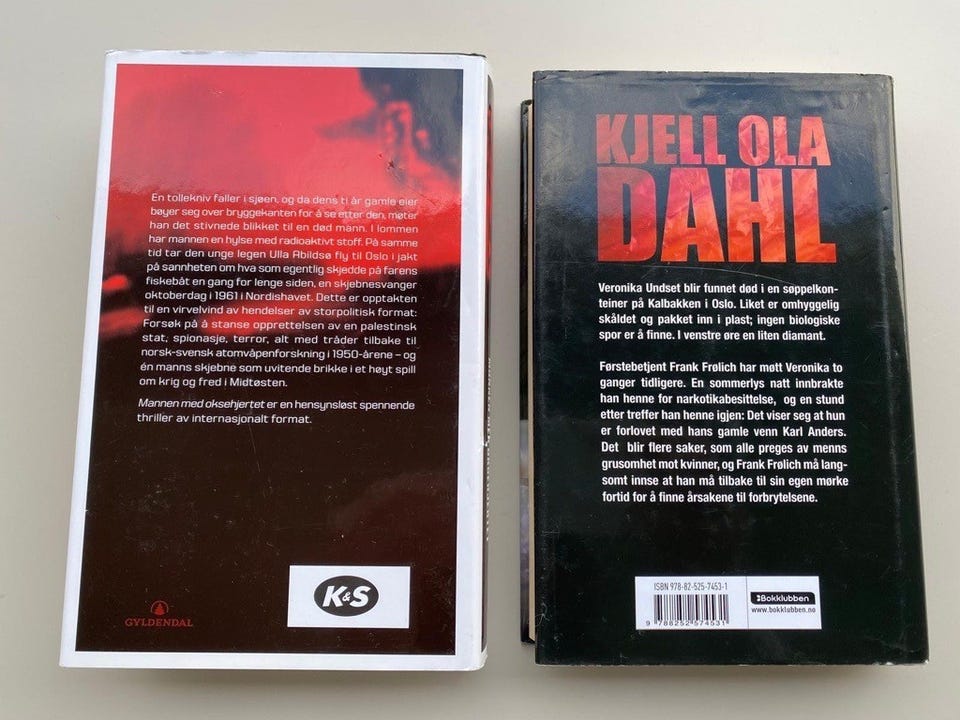 En tollekniv faller i sjøen, og da dens ti år gamle eier
bøyer seg over bryggekanten for å se etter den, møter
han det stivnede blikket til en død mann. I lommen
har mannen en hylse med radioaktivt stoff. På samme
tid tar den unge legen Ulla Abildsø fly til Oslo i jakt
på sannheten om hva som egentlig skjedde på farens
fiskebåt en gang for lenge siden, en skjebnesvanger
oktoberdag i 1961 i Nordishavet. Dette er opptakten
til en virvelvind av hendelser av storpolitisk format:
Forsøk på å stanse opprettelsen av en palestinsk
stat, spionasje, terror, alt med tråder tilbake til
norsk-svensk atomvåpenforskning i 1950-årene – og
én manns skjebne som uvitende brikke i et høyt spill
om krig og fred i Midtøsten.
Mannen med oksehjertet er en hensynsløst spennende
thriller av internasjonalt format.
K&S
GYLDENDAL
KJELL OLA
DAHL
Veronika Undset blir funnet død i en søppelkon-
teiner på Kalbakken i Oslo. Liket er omhyggelig
skåldet og pakket inn i plast; ingen biologiske
spor er å finne. I venstre øre en liten diamant.
Førstebetjent Frank Frølich har møtt Veronika to
ganger tidligere. En sommerlys natt innbrakte
han henne for narkotikabesittelse, og en stund
etter treffer han henne igjen: Det viser seg at hun
er forlovet med hans gamle venn Karl Anders.
Det blir flere saker, som alle preges av menns
grusomhet mot kvinner, og Frank Frølich må lang-
somt innse at han må tilbake til sin egen mørke
fortid for å finne årsakene til forbrytelsene.
ISBN 978-82-525-7453-1
9 788252 574531
Bokklubben
www.bokklubben.no